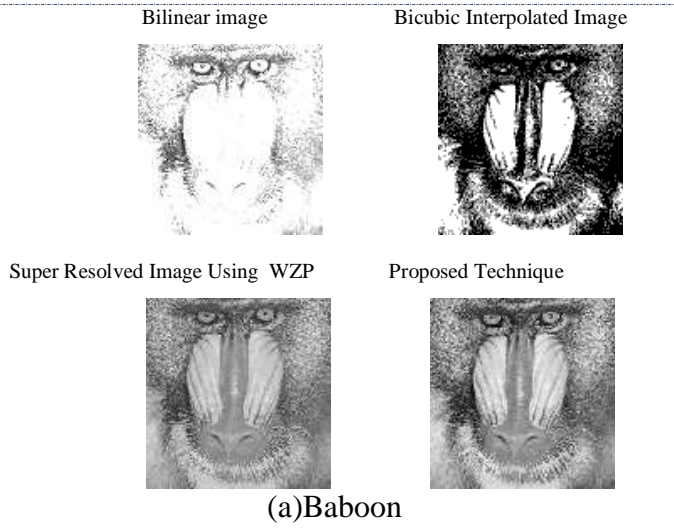 Bilinear image
Bicubic Interpolated Image
Super Resolved Image Using WZP
Proposed Technique
(a)Baboon